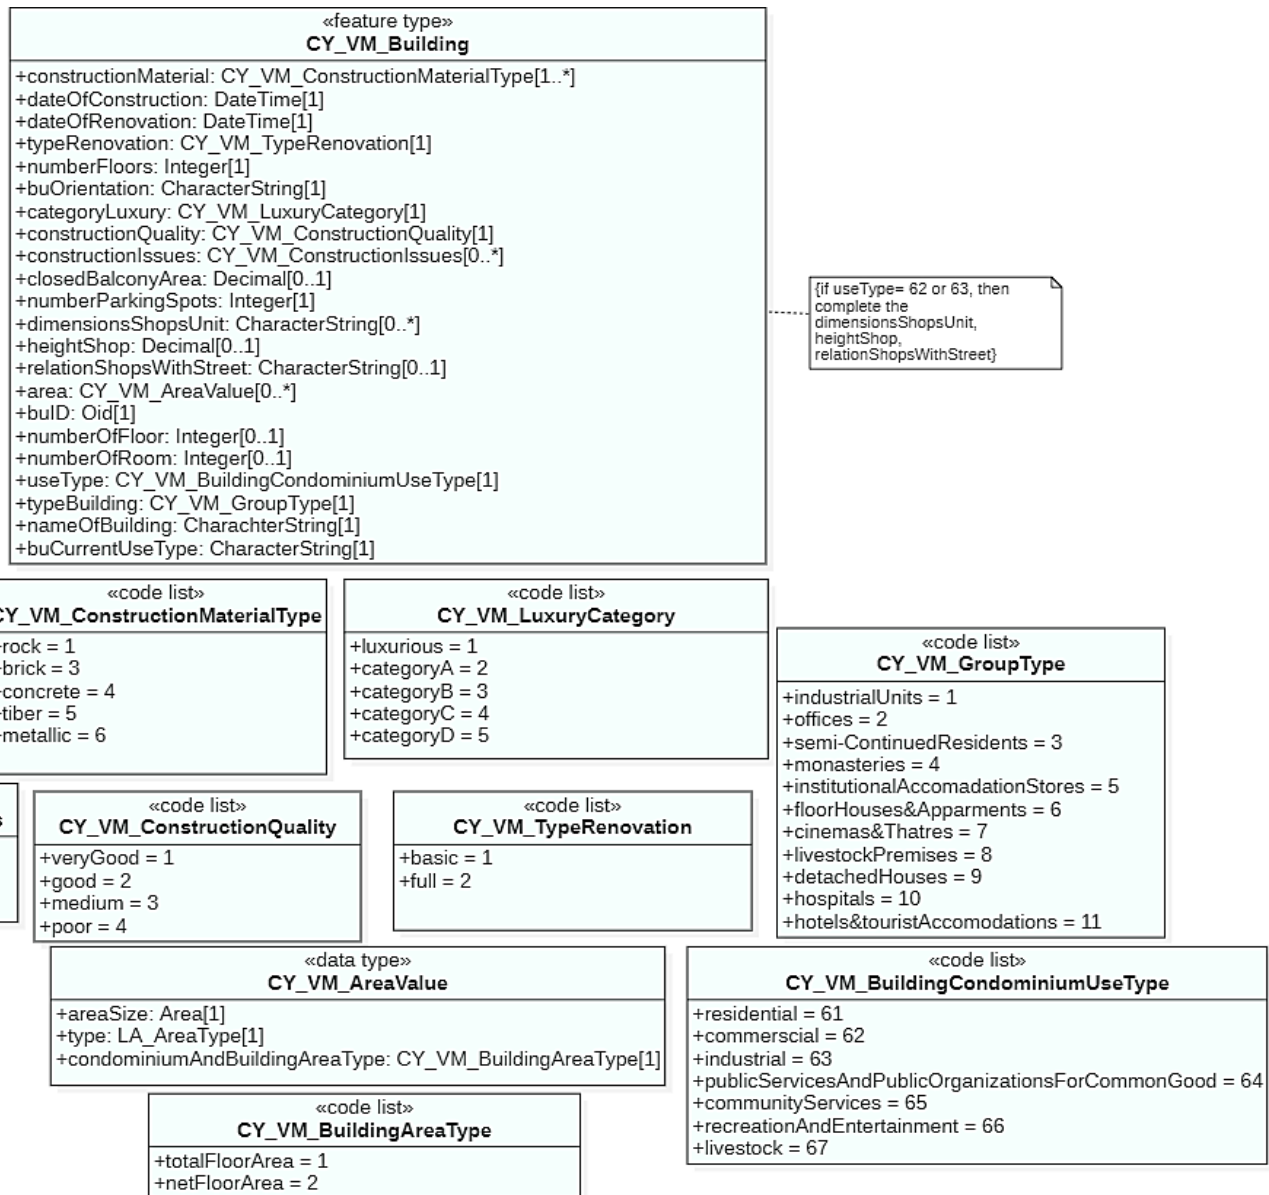 «feature type»
CY_VM_Building
+constructionMaterial: CY_VM_ConstructionMaterialType[1..*]
+dateOfConstruction: DateTime[1]
+dateOfRenovation: DateTime[1]
+typeRenovation: CY_VM_TypeRenovation[1]
+numberFloors: Integer[1]
+buOrientation: CharacterString[1]
+categoryLuxury: CY_VM_LuxuryCategory[1]
+constructionQuality: CY_VM_ConstructionQuality[1]
+constructionIssues: CY_VM_ConstructionIssues[0..*]
+closedBalconyArea: Decimal[0..1]
+numberParkingSpots: Integer[1]
+dimensionsShopsUnit: CharacterString[0..*]
+heightShop: Decimal[0..1]
+relationShopsWithStreet: CharacterString[0..1]
+area: CY_VM_AreaValue[0..*]
+buID: Oid[1]
+numberOfFloor: Integer[0..1]
+numberOfRoom: Integer[0..1]
+useType: CY_VM_BuildingCondominiumUseType[1]
+typeBuilding: CY_VM_GroupType[1]
+nameOfBuilding: CharachterString[1]
+buCurrentUseType: CharacterString[1]
{if useType= 62 or 63, then
complete the
dimensionsShopsUnit,
heightShop,
relationShopsWithStreet}
«code list»
CY_VM_ConstructionMaterialType
+rock = 1
+brick = 3
+concrete = 4
+tiber = 5
+metallic = 6
«code list»
CY_VM_LuxuryCategory
+luxurious = 1
+categoryA = 2
+categoryB = 3
+categoryC = 4
+categoryD = 5
«code list»
CY_VM_GroupType
+industrialUnits = 1
+offices = 2
+semi-ContinuedResidents = 3
+monasteries = 4
+institutionalAccomadationStores = 5
+floorHouses&Apparments = 6
+cinemas&Thatres = 7
+livestockPremises = 8
+detachedHouses = 9
+hospitals = 10
+hotels&touristAccomodations = 11
s
«code list»
CY_VM_ConstructionQuality
+veryGood = 1
+good = 2
+medium = 3
+poor = 4
«code list»
CY_VM_TypeRenovation
+basic = 1
+full = 2
«data type»
CY_VM_AreaValue
+areaSize: Area[1]
+type: LA_AreaType[1]
+condominiumAndBuildingAreaType: CY_VM_BuildingAreaType[1]
«code list»
CY_VM_BuildingCondominiumUseType
+residential = 61
+commerscial = 62
+industrial = 63
+publicServicesAndPublicOrganizationsForCommonGood = 64
+communityServices = 65
+recreationAndEntertainment = 66
+livestock = 67
«code list»
CY_VM_BuildingAreaType
+totalFloorArea = 1
+netFloorArea = 2